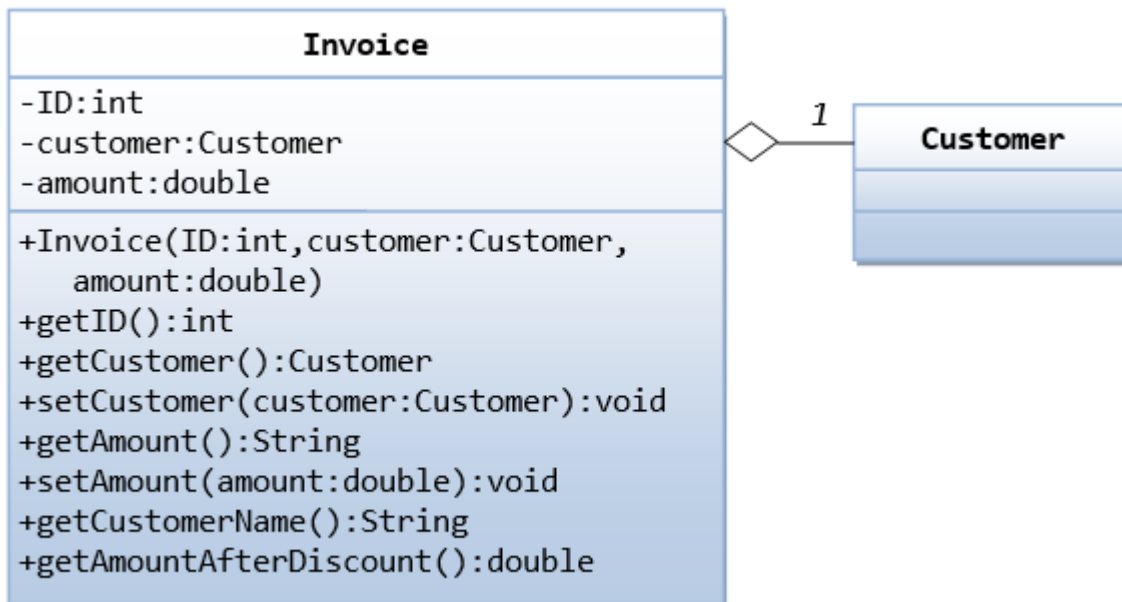 Invoice
-ID:int
-customer:Customer
-amount:double
+Invoice(ID:int,customer:Customer,
amount:double)
+getID():int
+getCustomer():Customer
+setCustomer(customer:Customer):void
+getAmount():String
+setAmount(amount:double):void
+getCustomerName():String
+getAmountAfterDiscount():double
1
Customer